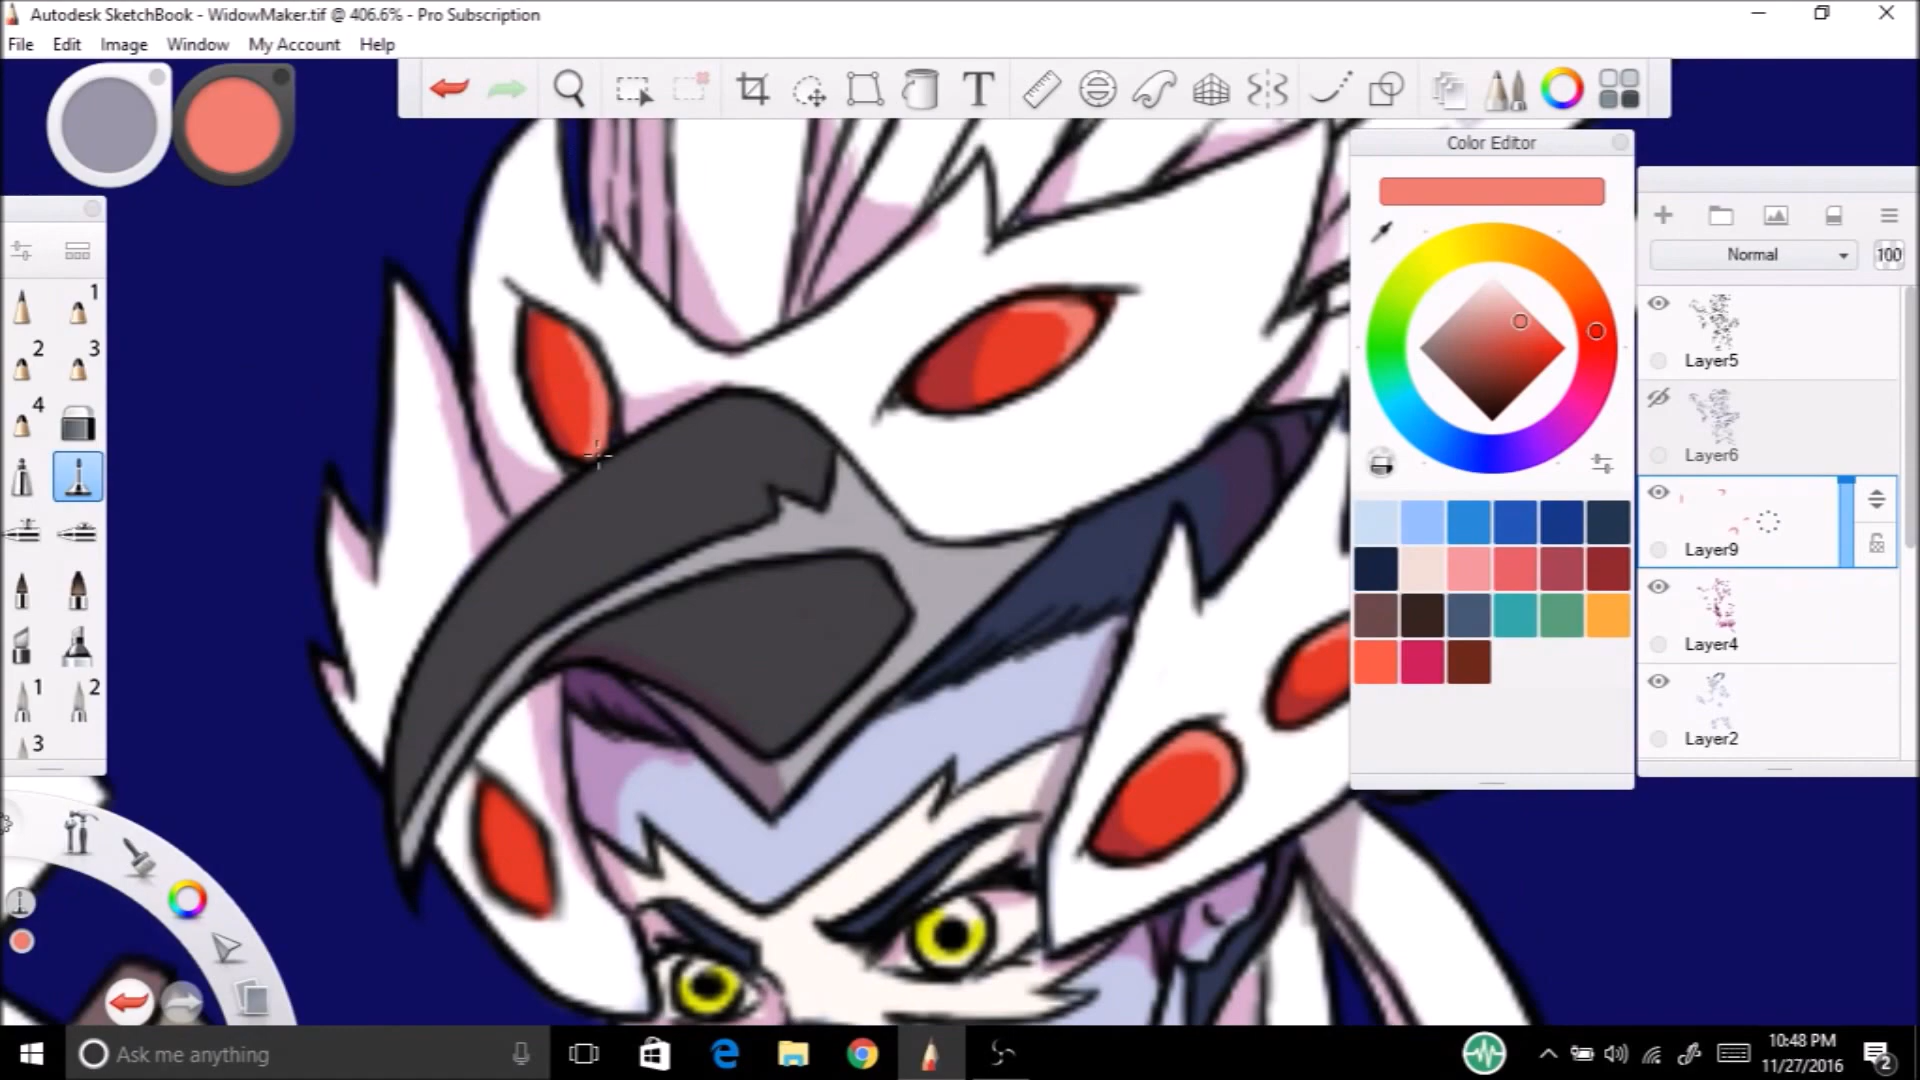 Autodesk SketchBook - WidowMaker.tif @ 406.6% - Pro Subscription
File Edit Image Window My Account Help
T
Color Editor
Normal 100
1
2 3
4
1 2
3
Layer5
Layer6
Layer9
Layer4
Layer2
Ask me anything
10:48 PM
11/27/2016
2